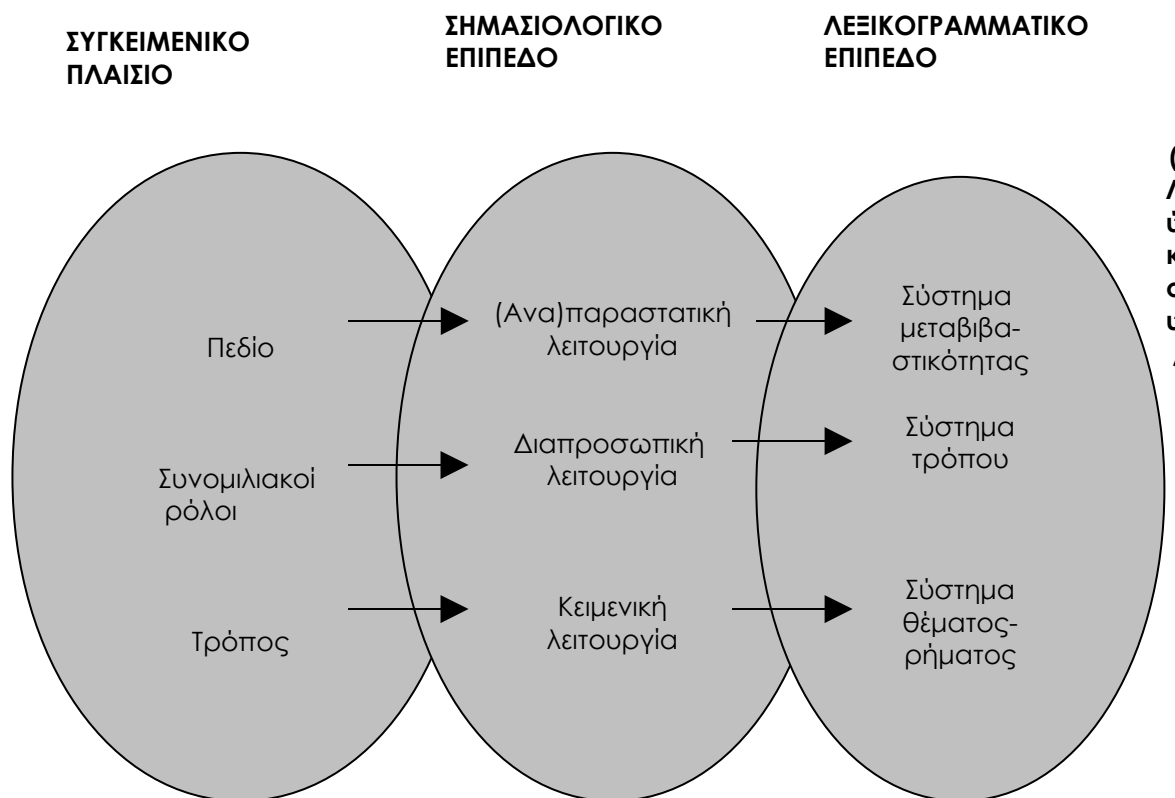 ΣΥΓΚΕΙΜΕΝΙΚΟ
ΠΛΑΙΣΙΟ
ΣΗΜΑΣΙΟΛΟΓΙΚΟ
ΕΠΙΠΕΔΟ
ΛΕΞΙΚΟΓΡΑΜΜΑΤΙΚΟ
ΕΠΙΠΕΔΟ
Πεδίο
(Ανα)παραστατική
λειτουργία
Σύστημα
μεταβιβα-
στικότητας
Συνομιλιακοί
ρόλοι
Διαπροσωπική
λειτουργία
Σύστημα
τρόπου
Τρόπος
Κειμενική
λειτουργία
Σύστημα
θέματος-
ρήματος